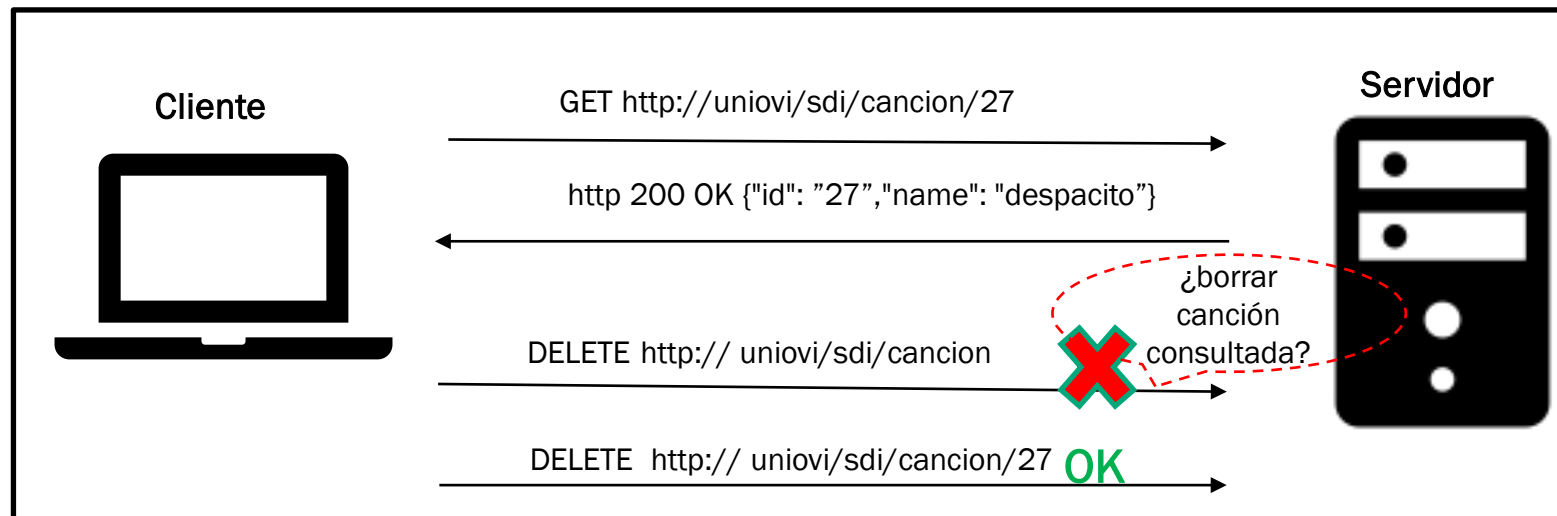 Cliente
Servidor
GET http://uniovi/sdi/cancion/27
http 200 OK {"id": ”27”,"name": "despacito”}
¿borrar
canción
consultada?
DELETE http:// uniovi/sdi/cancion
DELETE  http:// uniovi/sdi/cancion/27 OK